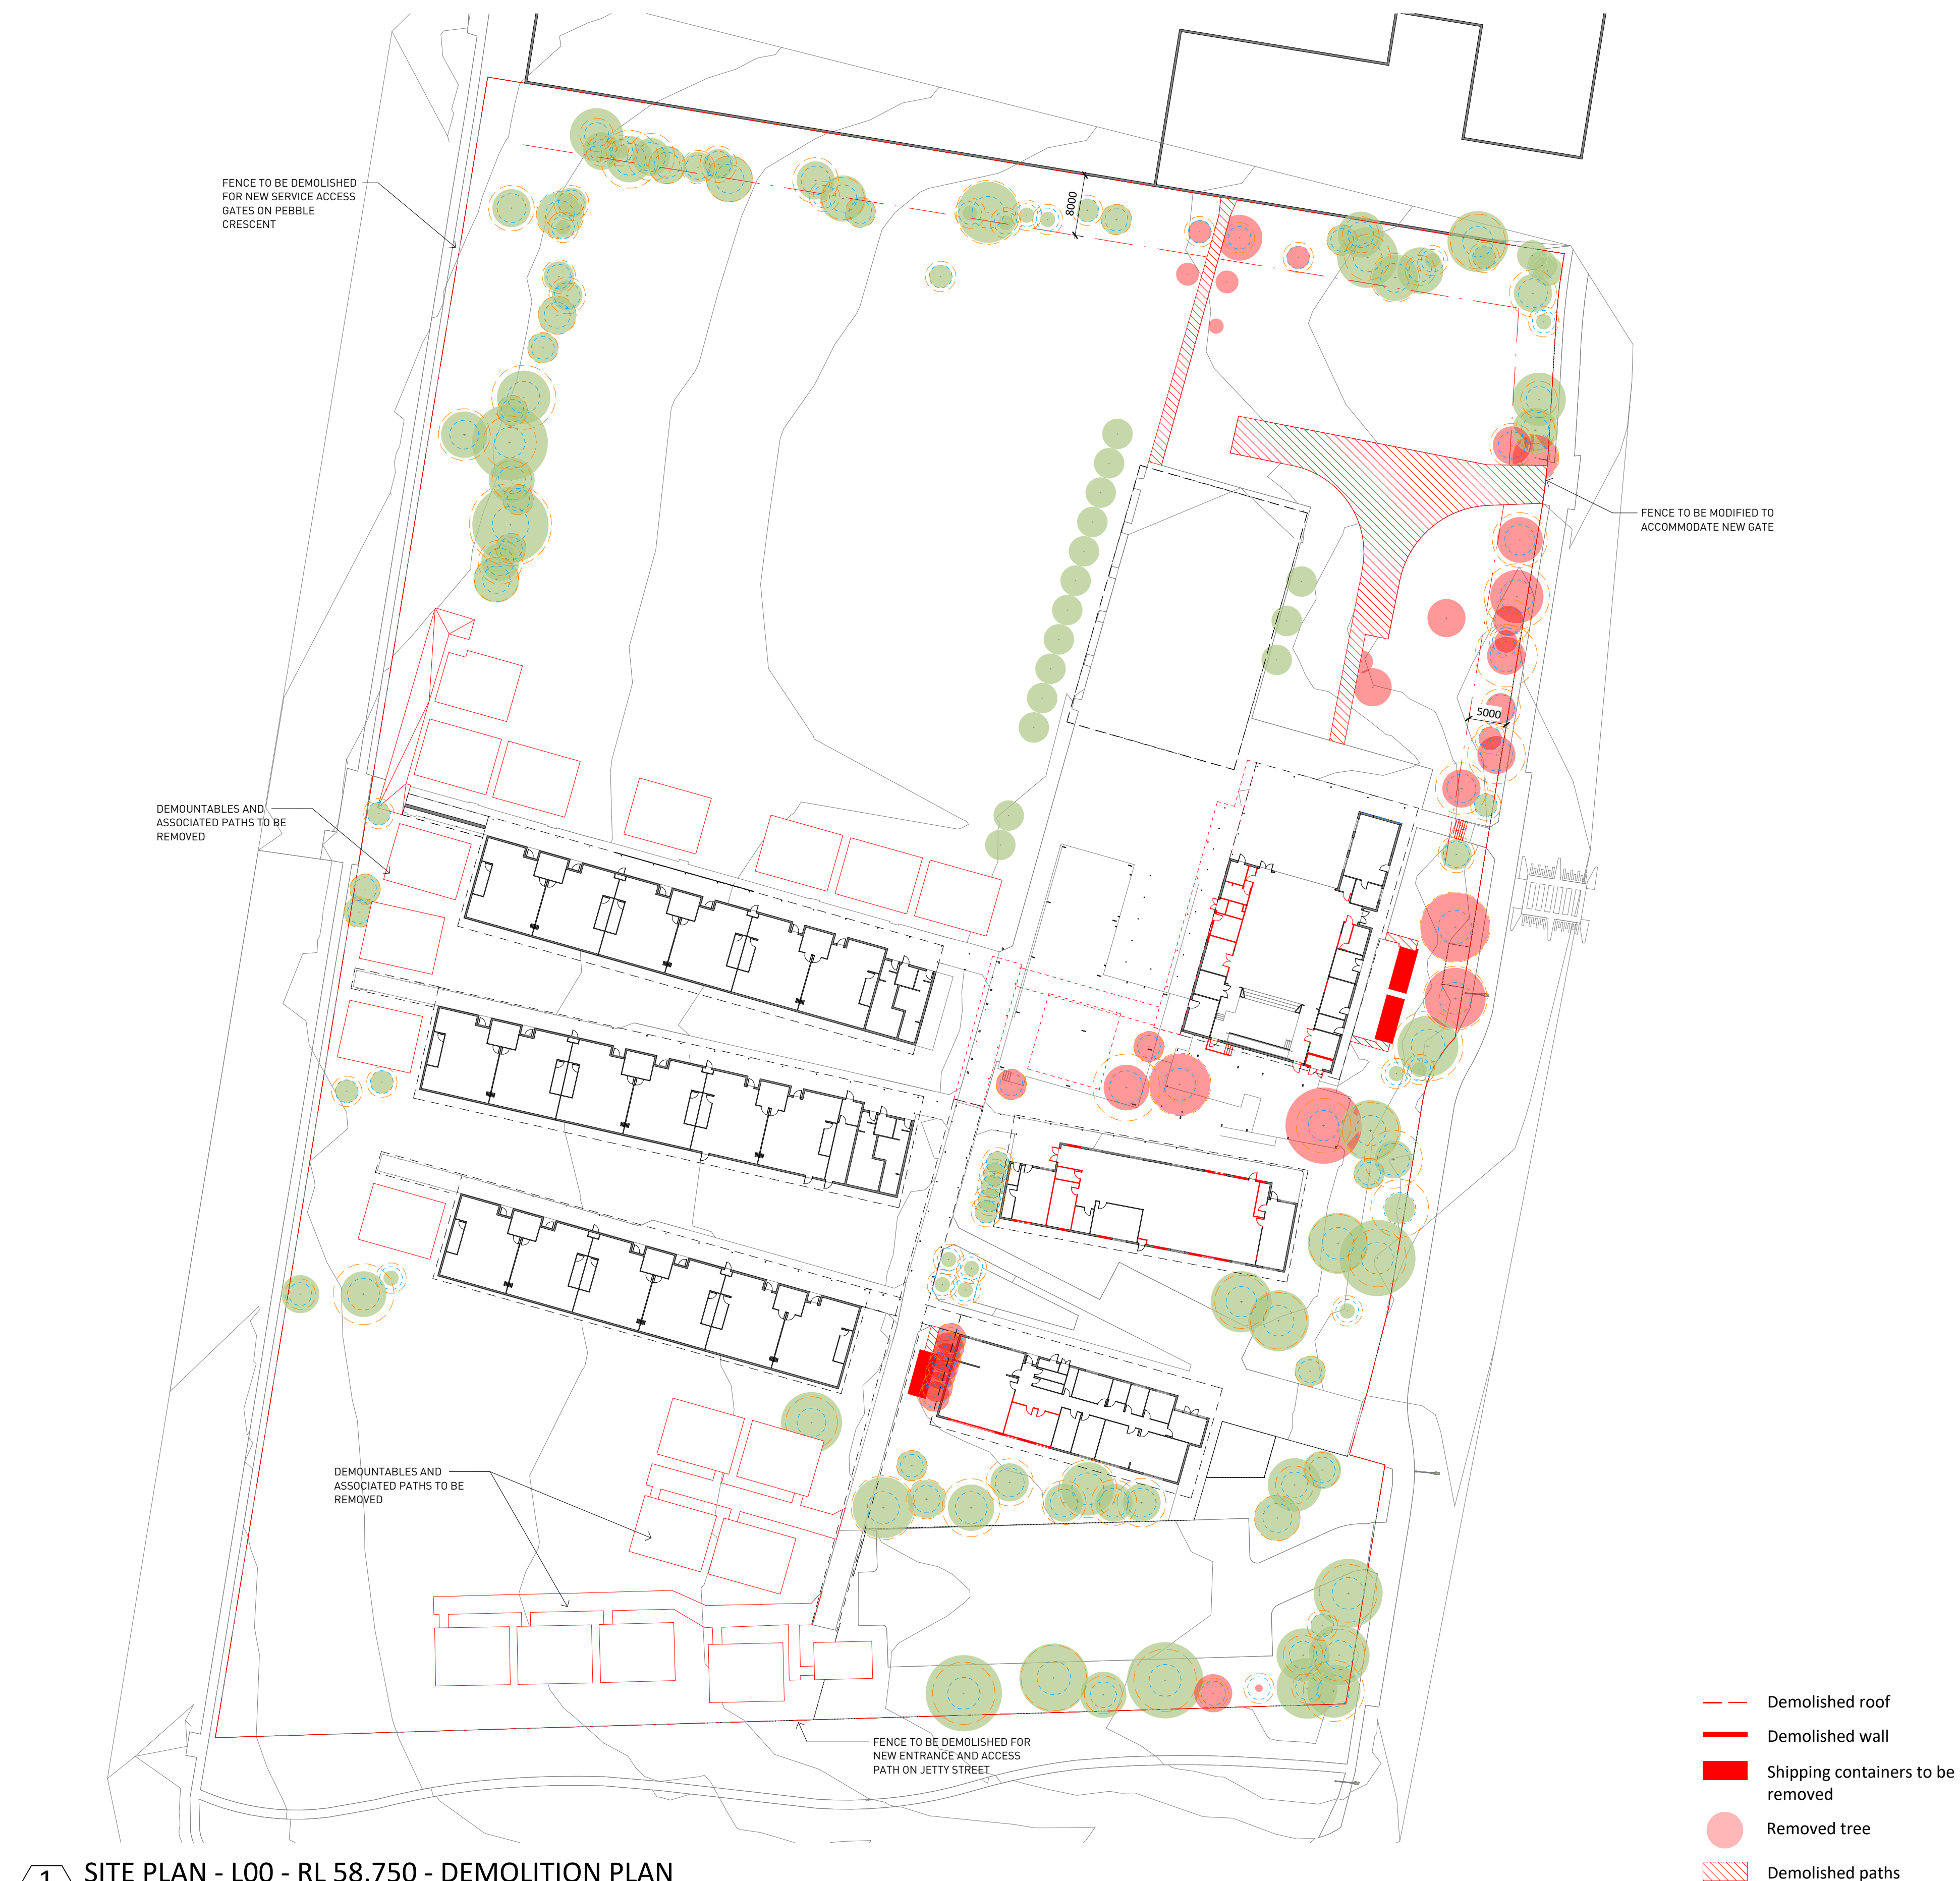 FENCE TO BE DEMOLISHED
FOR NEW SERVICE ACCESS
GATES ON PEBBLE
CRESCENT
8000
FENCE TO BE MODIFIED TO
ACCOMMODATE NEW GATE
5000
DEMOUNTABLES AND
ASSOCIATED PATHS TO BE
REMOVED
DEMOUNTABLES AND
ASSOCIATED PATHS TO BE
REMOVED
FENCE TO BE DEMOLISHED FOR
NEW ENTRANCE AND ACCESS
PATH ON JETTY STREET
Demolished roof
Demolished wall
Shipping containers to be
removed
Removed tree
Demolished paths
1 SITE PLAN - L00 - RL 58.750 - DEMOLITION PLAN